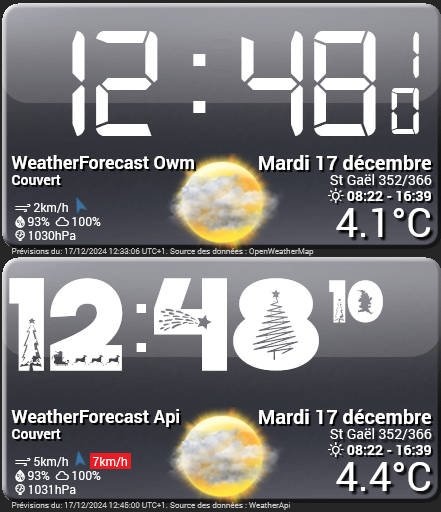 12:48 10
WeatherForecast Owm Mardi 17 décembre
Couvert St Gaël 352/366
08:22 - 16:39
2km/h
93% 100% 4.1°C
1030hPa
Prévisions du: 17/12/2024 12:33:06 UTC+1. Source des données : OpenWeatherMap
12:48 10
WeatherForecast Api Mardi 17 décembre
Couvert St Gaël 352/366
08:22 - 16:39
5km/h 7km/h
93% 100% 4.4°C
1031hPa
Prévisions du: 17/12/2024 12:45:00 UTC+1. Source des données : WeatherApi